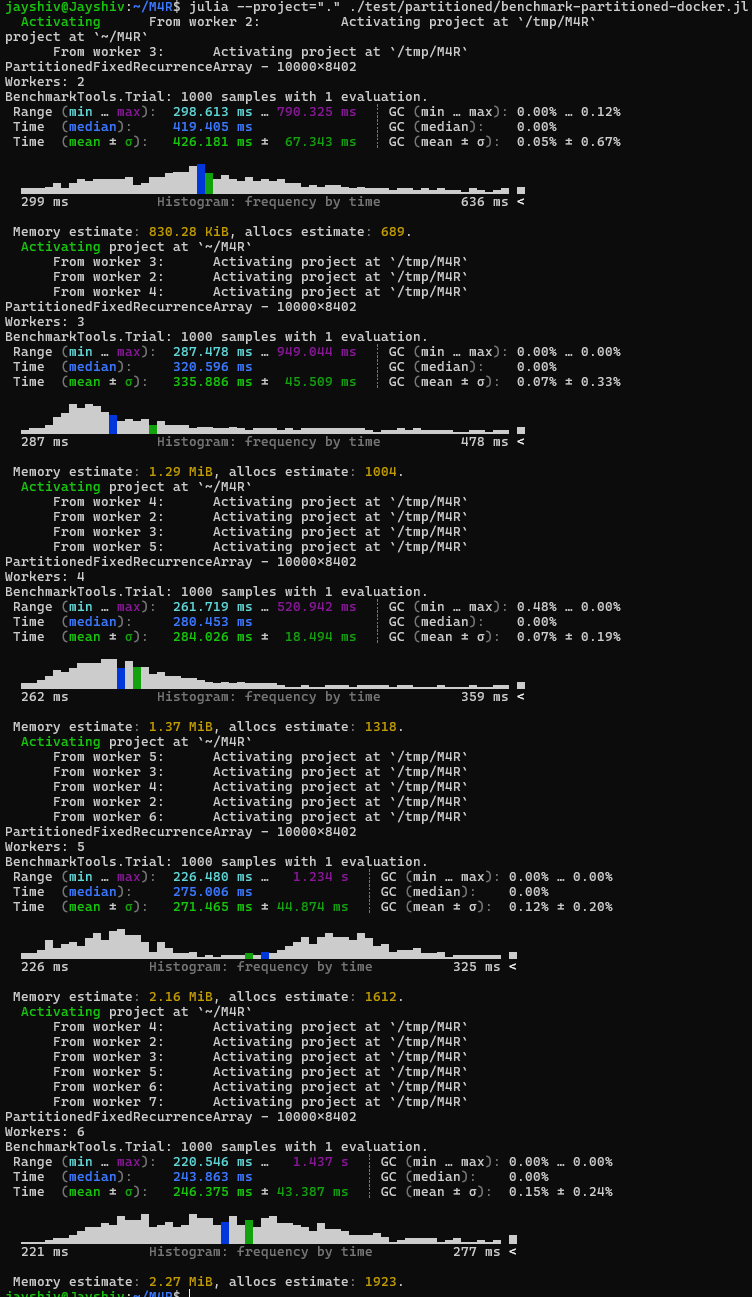 jayshiv@Jayshiv:~/M4R$ julia --project="." ./test/partitioned/benchmark-partitioned-docker.jl
  Activating      From worker 2:          Activating project at `/tmp/M4R`
project at `~/M4R`
      From worker 3:      Activating project at `/tmp/M4R`
PartitionedFixedRecurrenceArray - 10000×8402
Workers: 2
BenchmarkTools.Trial: 1000 samples with 1 evaluation.
 Range (min … max):  298.613 ms … 790.325 ms  ┊ GC (min … max): 0.00% … 0.12%
 Time  (median):     419.405 ms               ┊ GC (median):    0.00%
 Time  (mean ± σ):   426.181 ms ±  67.343 ms  ┊ GC (mean ± σ):  0.05% ± 0.67%
  299 ms           Histogram: frequency by time          636 ms <
 Memory estimate: 830.28 KiB, allocs estimate: 689.
  Activating project at `~/M4R`
      From worker 3:      Activating project at `/tmp/M4R`
      From worker 2:      Activating project at `/tmp/M4R`
      From worker 4:      Activating project at `/tmp/M4R`
PartitionedFixedRecurrenceArray - 10000×8402
Workers: 3
BenchmarkTools.Trial: 1000 samples with 1 evaluation.
 Range (min … max):  287.478 ms … 949.044 ms  ┊ GC (min … max): 0.00% … 0.00%
 Time  (median):     320.596 ms               ┊ GC (median):    0.00%
 Time  (mean ± σ):   335.886 ms ±  45.509 ms  ┊ GC (mean ± σ):  0.07% ± 0.33%
  287 ms           Histogram: frequency by time          478 ms <
 Memory estimate: 1.29 MiB, allocs estimate: 1004.
  Activating project at `~/M4R`
      From worker 4:      Activating project at `/tmp/M4R`
      From worker 2:      Activating project at `/tmp/M4R`
      From worker 3:      Activating project at `/tmp/M4R`
      From worker 5:      Activating project at `/tmp/M4R`
PartitionedFixedRecurrenceArray - 10000×8402
Workers: 4
BenchmarkTools.Trial: 1000 samples with 1 evaluation.
 Range (min … max):  261.719 ms … 520.942 ms  ┊ GC (min … max): 0.48% … 0.00%
 Time  (median):     280.453 ms               ┊ GC (median):    0.00%
 Time  (mean ± σ):   284.026 ms ±  18.494 ms  ┊ GC (mean ± σ):  0.07% ± 0.19%
  262 ms           Histogram: frequency by time          359 ms <
 Memory estimate: 1.37 MiB, allocs estimate: 1318.
  Activating project at `~/M4R`
      From worker 5:      Activating project at `/tmp/M4R`
      From worker 3:      Activating project at `/tmp/M4R`
      From worker 4:      Activating project at `/tmp/M4R`
      From worker 2:      Activating project at `/tmp/M4R`
      From worker 6:      Activating project at `/tmp/M4R`
PartitionedFixedRecurrenceArray - 10000×8402
Workers: 5
BenchmarkTools.Trial: 1000 samples with 1 evaluation.
 Range (min … max):  226.480 ms …   1.234 s  ┊ GC (min … max): 0.00% … 0.00%
 Time  (median):     275.006 ms              ┊ GC (median):    0.00%
 Time  (mean ± σ):   271.465 ms ± 44.874 ms  ┊ GC (mean ± σ):  0.12% ± 0.20%
  226 ms          Histogram: frequency by time          325 ms <
 Memory estimate: 2.16 MiB, allocs estimate: 1612.
  Activating project at `~/M4R`
      From worker 4:      Activating project at `/tmp/M4R`
      From worker 2:      Activating project at `/tmp/M4R`
      From worker 3:      Activating project at `/tmp/M4R`
      From worker 5:      Activating project at `/tmp/M4R`
      From worker 6:      Activating project at `/tmp/M4R`
      From worker 7:      Activating project at `/tmp/M4R`
PartitionedFixedRecurrenceArray - 10000×8402
Workers: 6
BenchmarkTools.Trial: 1000 samples with 1 evaluation.
 Range (min … max):  220.546 ms …   1.437 s  ┊ GC (min … max): 0.00% … 0.00%
 Time  (median):     243.863 ms              ┊ GC (median):    0.00%
 Time  (mean ± σ):   246.375 ms ± 43.387 ms  ┊ GC (mean ± σ):  0.15% ± 0.24%
  221 ms          Histogram: frequency by time          277 ms <
 Memory estimate: 2.27 MiB, allocs estimate: 1923.
jayshiv@Jayshiv:~/M4R$